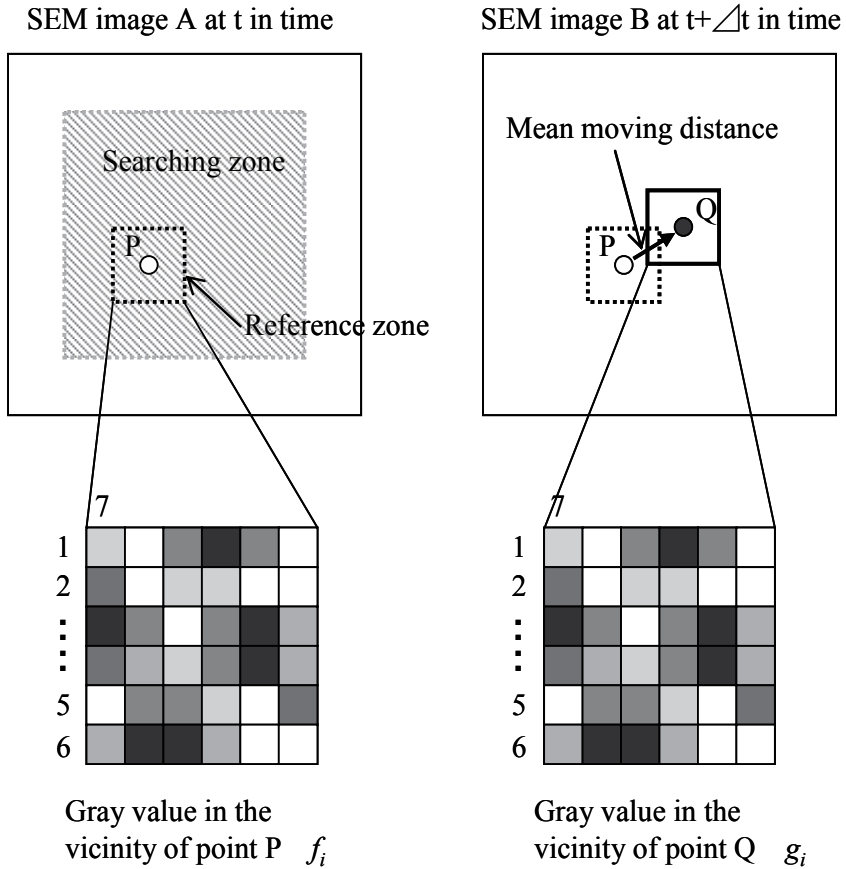 SEM image A at t in time
SEM image B at t+⊿t in time
Searching zone
P
Reference zone
Mean moving distance
Q
P
7
1
2
⋮
⋮
5
6
7
1
2
⋮
⋮
5
6
Gray value in the
vicinity of point P fᵢ
Gray value in the
vicinity of point Q gᵢ